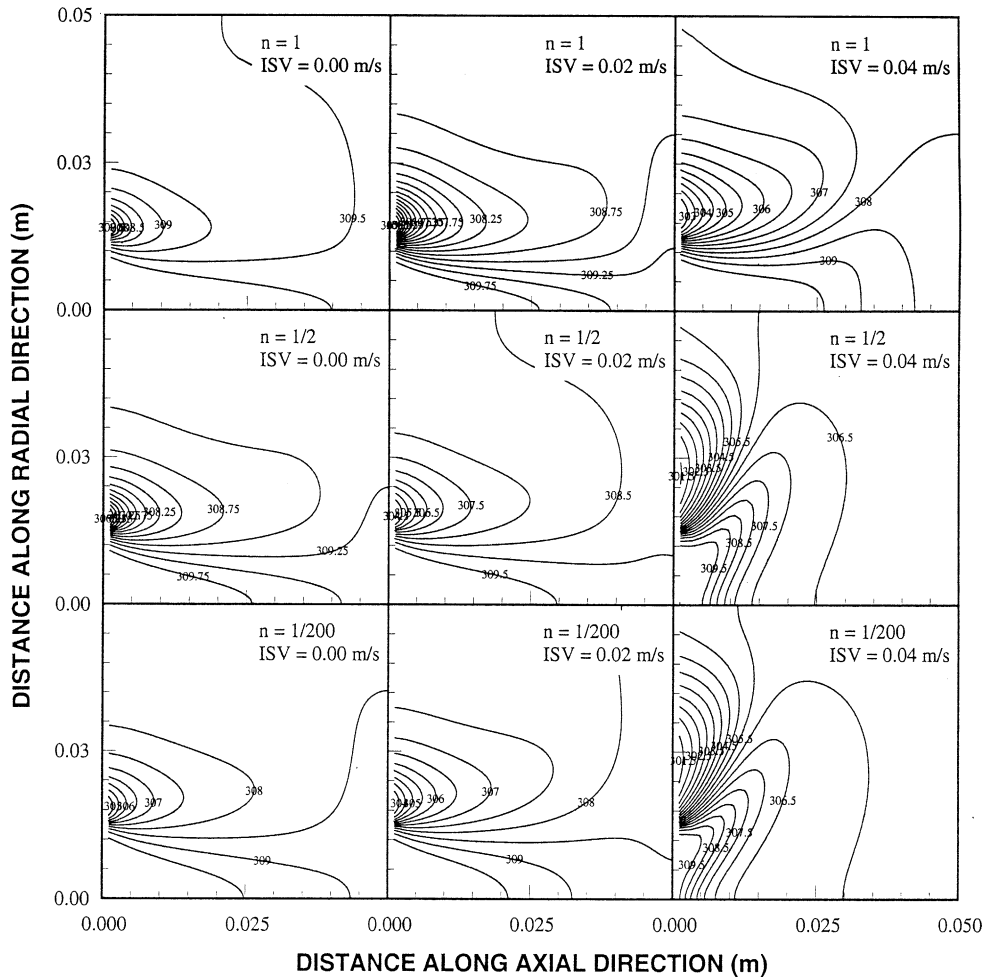 0.05
n = 1
ISV = 0.00 m/s
n = 1
ISV = 0.02 m/s
n = 1
ISV = 0.04 m/s
0.03
309
309.5
307.75
308.25
308.75
309.25
309.75
304
305
306
307
308
309
0.00
n = 1/2
ISV = 0.00 m/s
n = 1/2
ISV = 0.02 m/s
n = 1/2
ISV = 0.04 m/s
0.03
308.25
308.75
309.25
309.75
307.5
308.5
309.5
304.5
305.5
306.5
307.5
308.5
309.5
0.00
n = 1/200
ISV = 0.00 m/s
n = 1/200
ISV = 0.02 m/s
n = 1/200
ISV = 0.04 m/s
0.03
306
307
308
309
306
307
308
309
305.5
306.5
307.5
308.5
309.5
0.00
0.000
0.025
0.000
0.025
0.000
0.025
0.050
DISTANCE ALONG RADIAL DIRECTION (m)
DISTANCE ALONG AXIAL DIRECTION (m)